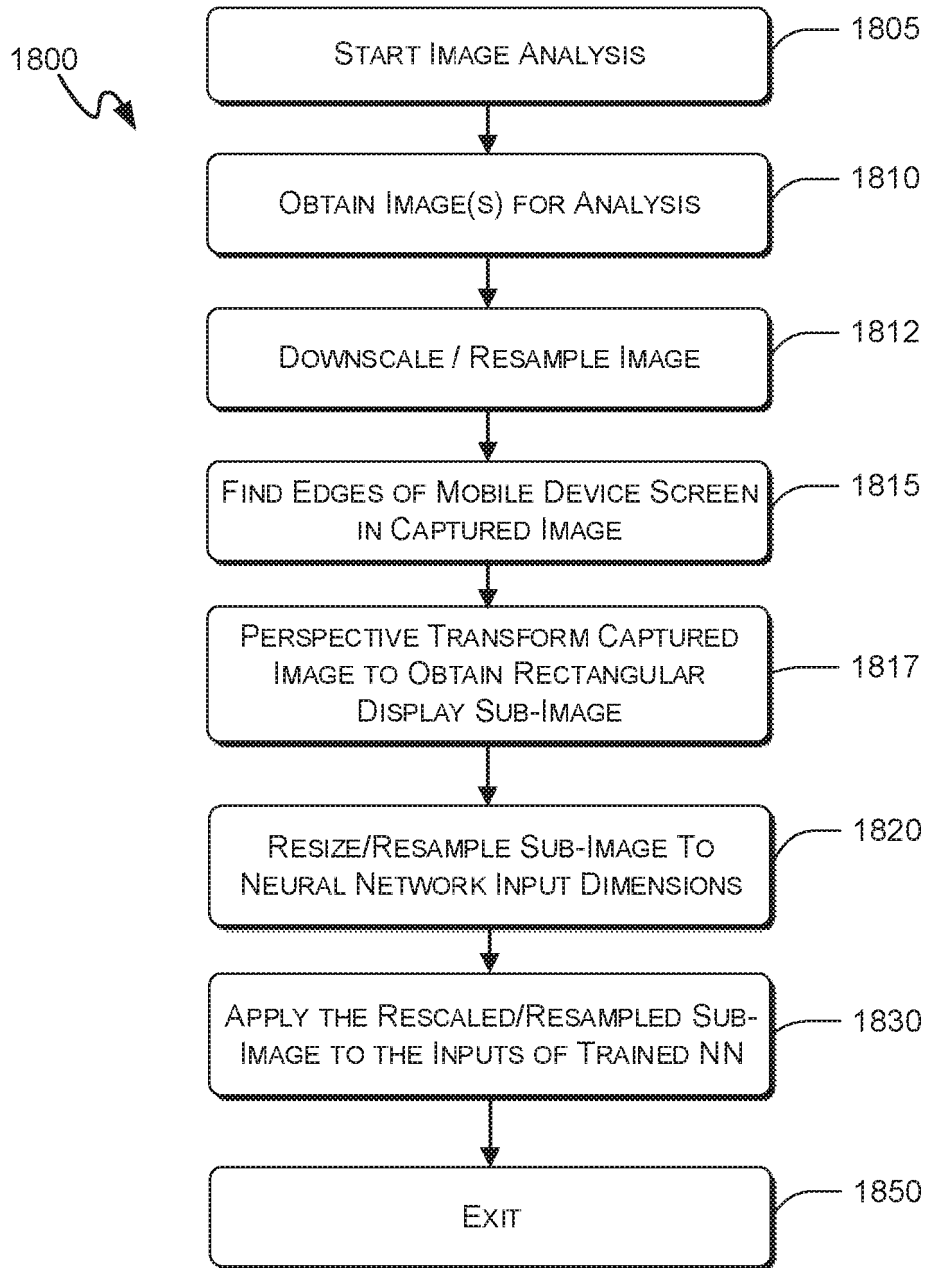 1800
START IMAGE ANALYSIS
1805
OBTAIN IMAGE(S) FOR ANALYSIS
1810
DOWNSCALE / RESAMPLE IMAGE
1812
FIND EDGES OF MOBILE DEVICE SCREEN
IN CAPTURED IMAGE
1815
PERSPECTIVE TRANSFORM CAPTURED
IMAGE TO OBTAIN RECTANGULAR
DISPLAY SUB-IMAGE
1817
RESIZE/RESAMPLE SUB-IMAGE TO
NEURAL NETWORK INPUT DIMENSIONS
1820
APPLY THE RESCALED/RESAMPLED SUB-
IMAGE TO THE INPUTS OF TRAINED NN
1830
EXIT
1850